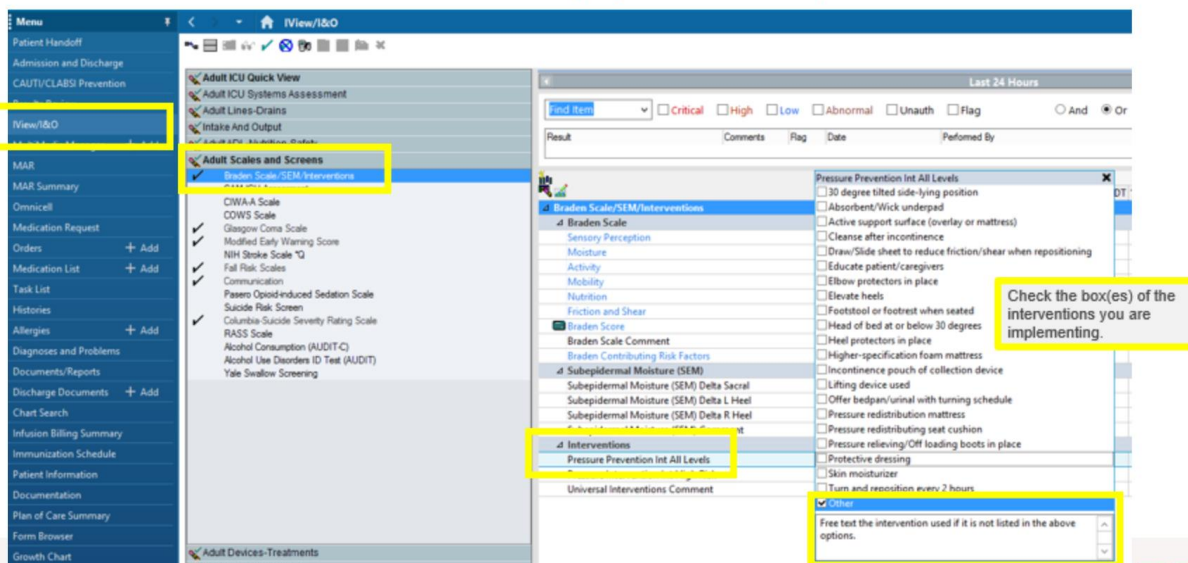 Menu
IView/I&O
Patient Handoff
Admission and Discharge
CAUTI/CLABSI Prevention
IView/I&O
+ Add
MAR
MAR Summary
Omnicell
Medication Request
Orders + Add
Medication List + Add
Task List
Histories
Allergies + Add
Diagnoses and Problems
Documents/Reports
Discharge Documents + Add
Chart Search
Infusion Billing Summary
Immunization Schedule
Patient Information
Documentation
Plan of Care Summary
Form Browser
Growth Chart
Adult ICU Quick View
Adult ICU Systems Assessment
Adult Lines-Drains
Intake And Output
Adult Scales and Screens
Braden Scale/SEM/Interventions
CIWA-A Scale
COWS Scale
Glasgow Coma Scale
Modified Early Warning Score
NIH Stroke Scale *Q
Fall Risk Scales
Communication
Pasero Opioid-induced Sedation Scale
Suicide Risk Screen
Columbia-Suicide Severity Rating Scale
RASS Scale
Alcohol Consumption (AUDIT-C)
Alcohol Use Disorders ID Test (AUDIT)
Yale Swallow Screening
Adult Devices-Treatments
Last 24 Hours
Find Item Critical High Low Abnormal Unauth Flag And Or
Result Comments Flag Date Performed By
Braden Scale/SEM/Interventions
Braden Scale
Sensory Perception
Moisture
Activity
Mobility
Nutrition
Friction and Shear
Braden Score
Braden Scale Comment
Braden Contributing Risk Factors
Subepidermal Moisture (SEM)
Subepidermal Moisture (SEM) Delta Sacral
Subepidermal Moisture (SEM) Delta L Heel
Subepidermal Moisture (SEM) Delta R Heel
Interventions
Pressure Prevention Int All Levels
Universal Interventions Comment
Pressure Prevention Int All Levels
30 degree tilted side-lying position
Absorbent/Wick underpad
Active support surface (overlay or mattress)
Cleanse after incontinence
Draw/Slide sheet to reduce friction/shear when repositioning
Educate patient/caregivers
Elbow protectors in place
Elevate heels
Footstool or footrest when seated
Head of bed at or below 30 degrees
Heel protectors in place
Higher-specification foam mattress
Incontinence pouch of collection device
Lifting device used
Offer bedpan/urinal with turning schedule
Pressure redistribution mattress
Pressure redistributing seat cushion
Pressure relieving/Off loading boots in place
Protective dressing
Skin moisturizer
Turn and reposition every 2 hours
Other
Free text the intervention used if it is not listed in the above
options.
DT
Check the box(es) of the
interventions you are
implementing.